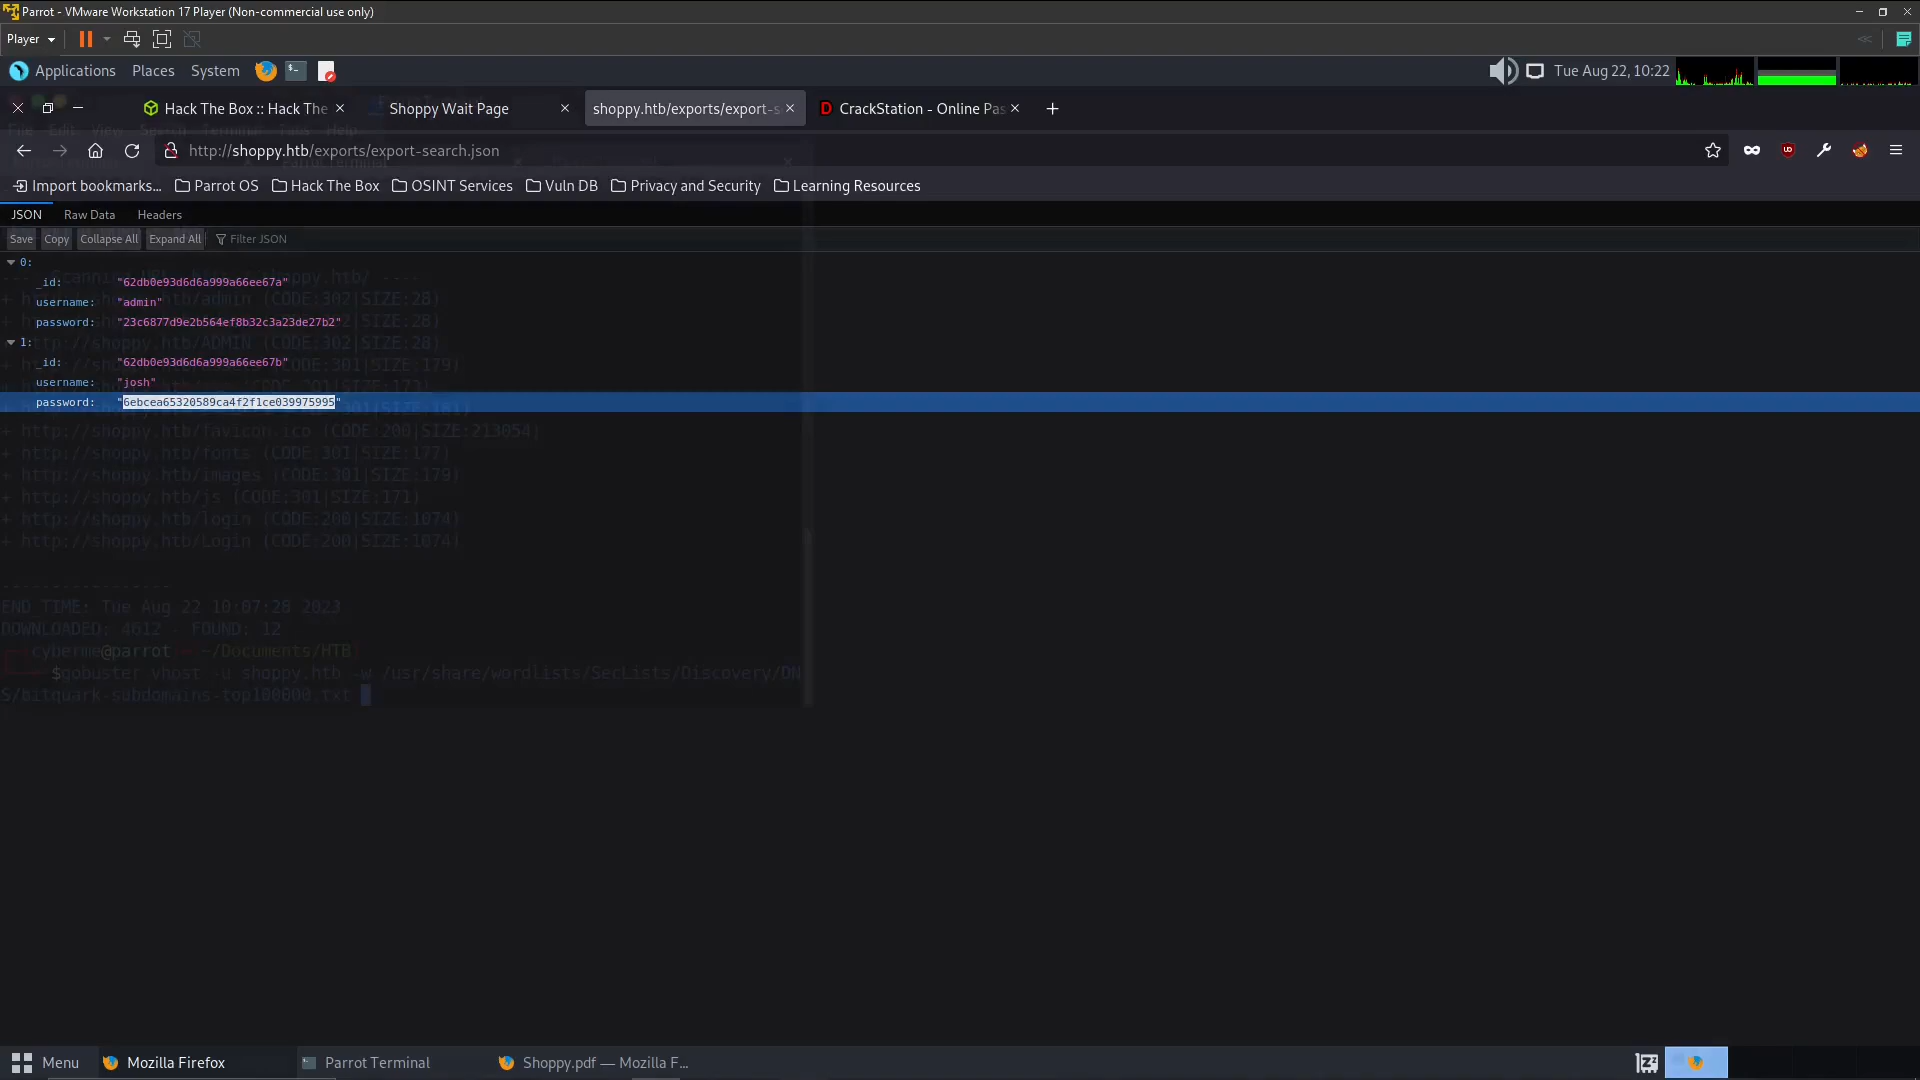 Parrot - VMware Workstation 17 Player (Non-commercial use only)
Player
Applications Places System Tue Aug 22, 10:22
Hack The Box :: Hack The Shoppy Wait Page shoppy.htb/exports/export-s CrackStation - Online Pas
http://shoppy.htb/exports/export-search.json
Import bookmarks... Parrot OS Hack The Box OSINT Services Vuln DB Privacy and Security Learning Resources
JSON Raw Data Headers
Save Copy Collapse All Expand All Filter JSON
0:
_id: "62db0e93d6d6a999a66ee67a"
username: "admin"
password: "23c6877d9e2b564ef8b32c3a23de27b2"
1:
_id: "62db0e93d6d6a999a66ee67b"
username: "josh"
password: "6ebcea65320589ca4f2f1ce039975995"
+ http://shoppy.htb/favicon.ico (CODE:200|SIZE:213054)
+ http://shoppy.htb/fonts (CODE:301|SIZE:177)
+ http://shoppy.htb/images (CODE:301|SIZE:179)
+ http://shoppy.htb/js (CODE:301|SIZE:171)
+ http://shoppy.htb/login (CODE:200|SIZE:1074)
+ http://shoppy.htb/Login (CODE:200|SIZE:1074)
-----------------
END_TIME: Tue Aug 22 10:07:28 2023
DOWNLOADED: 4612 - FOUND: 12
cyberme@parrot ~/Documents/HTB
$gobuster vhost -u shoppy.htb -w /usr/share/wordlists/SecLists/Discovery/DN
S/bitquark-subdomains-top100000.txt
Menu Mozilla Firefox Parrot Terminal Shoppy.pdf — Mozilla F...